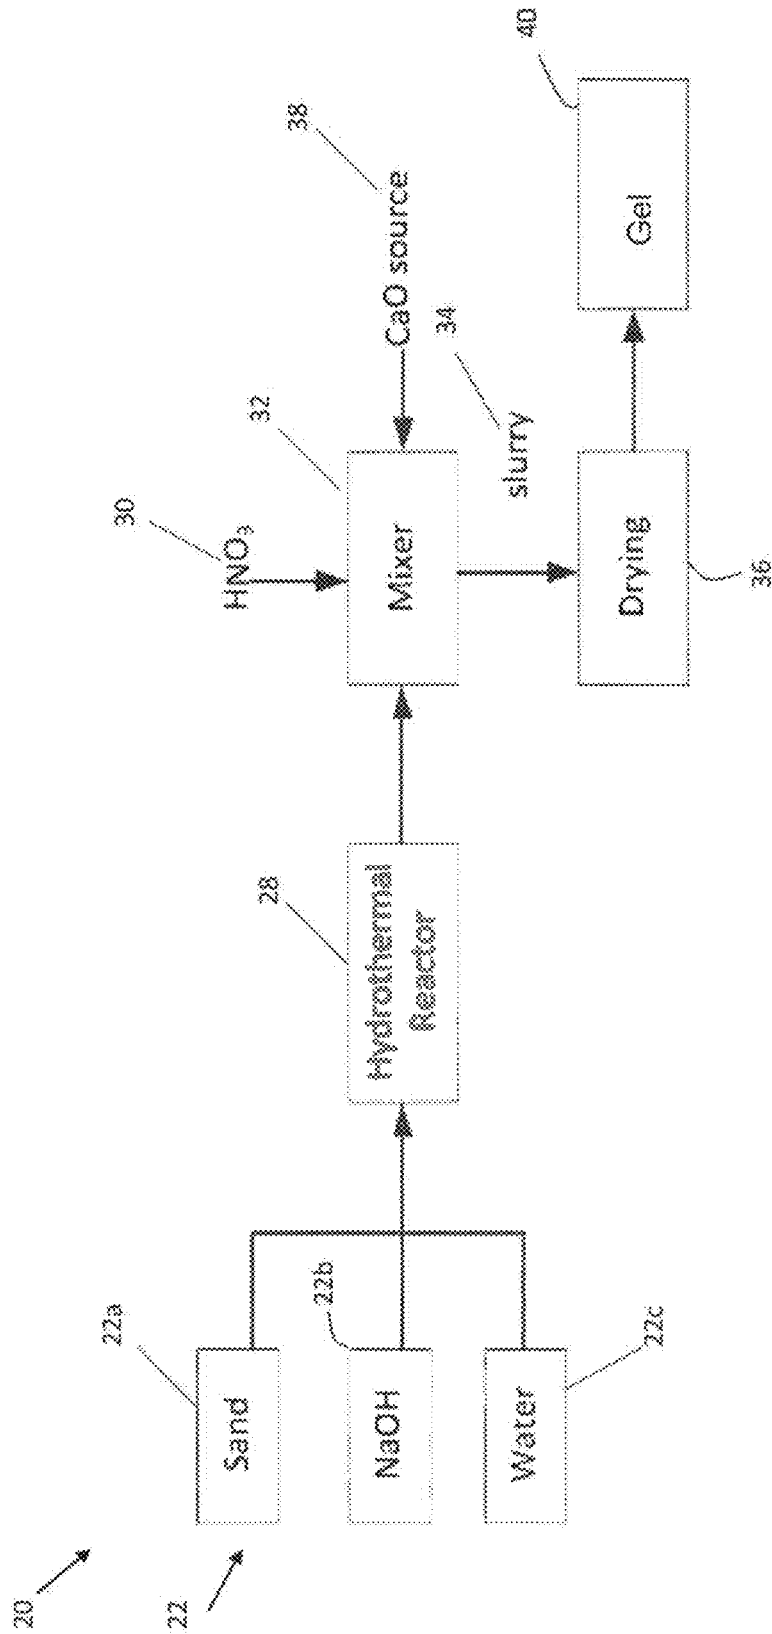 20
22
22a
Sand
22b
NaOH
22c
Water
28
Hydrothermal
Reactor
30
HNO₃
32
Mixer
38
CaO source
34
slurry
36
Drying
40
Gel